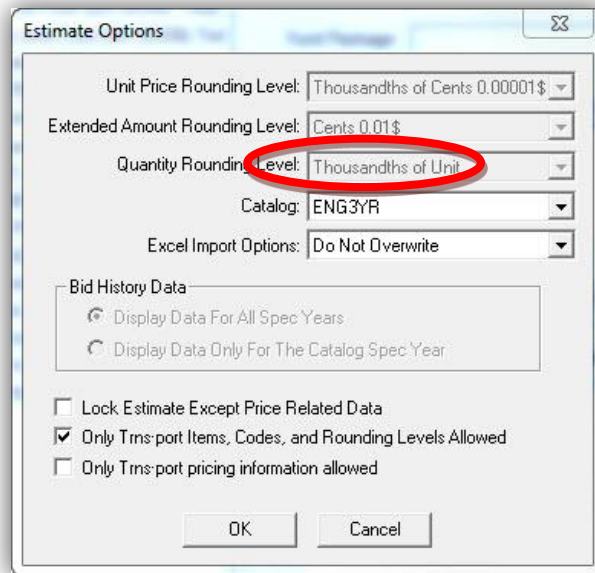 Estimate Options
Unit Price Rounding Level: Thousandths of Cents 0.00001$
Extended Amount Rounding Level: Cents 0.01$
Quantity Rounding Level: Thousandths of Unit
Catalog: ENG3YR
Excel Import Options: Do Not Overwrite
Bid History Data
Display Data For All Spec Years
Display Data Only For The Catalog Spec Year
Lock Estimate Except Price Related Data
Only Trns·port Items, Codes, and Rounding Levels Allowed
Only Trns·port pricing information allowed
OK Cancel